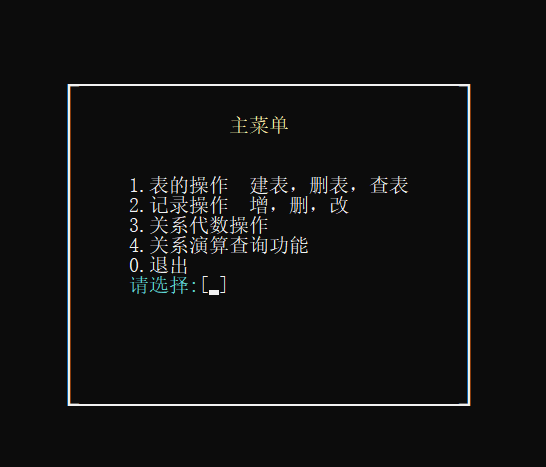 主菜单
1.表的操作  建表，删表，查表
2.记录操作  增，删，改
3.关系代数操作
4.关系演算查询功能
0.退出
请选择:[_]